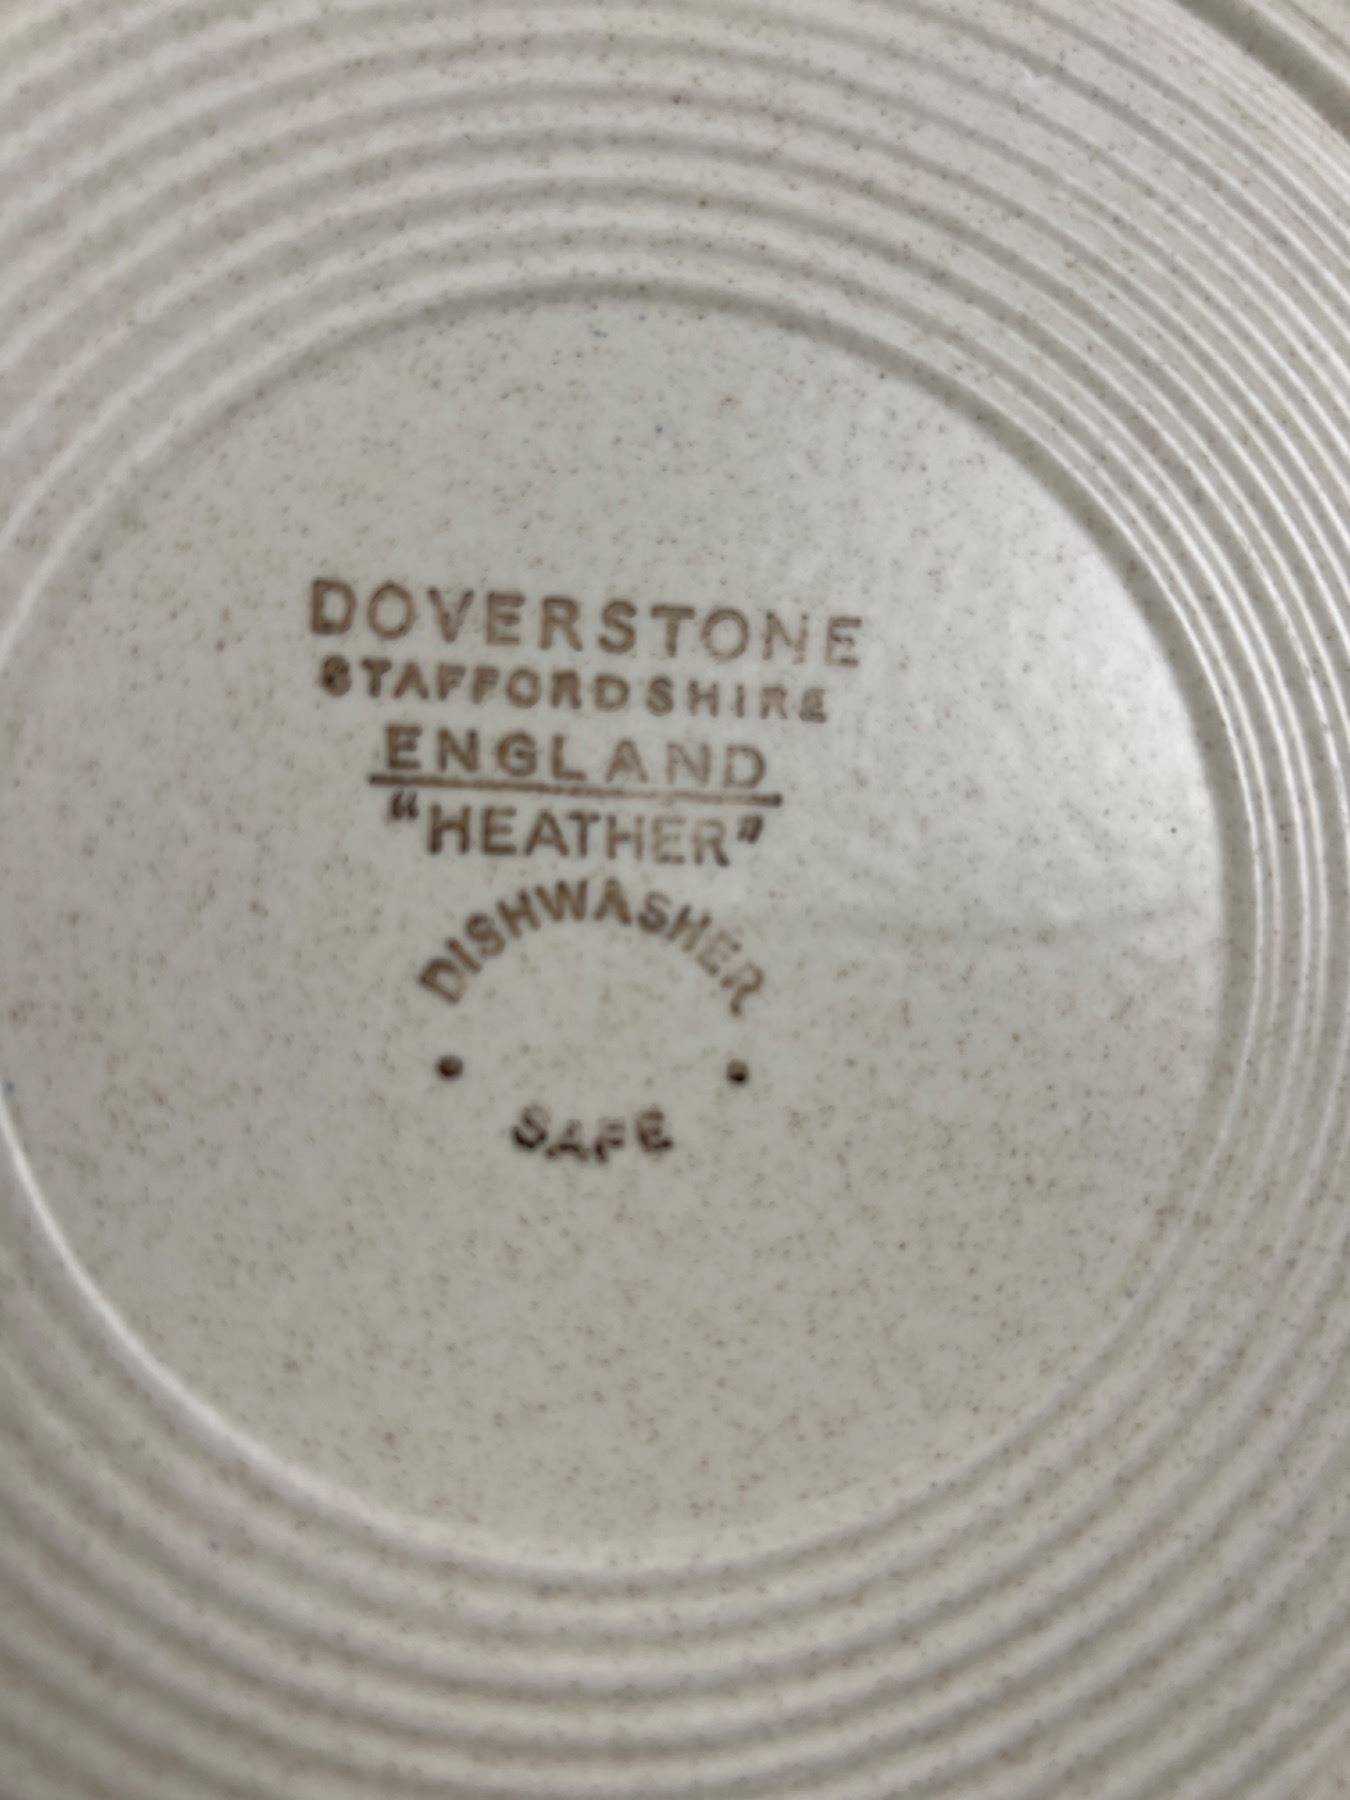 DOVERSTONE
STAFFORDSHIRE
ENGLAND
"HEATHER"
DISHWASHER
SAFE